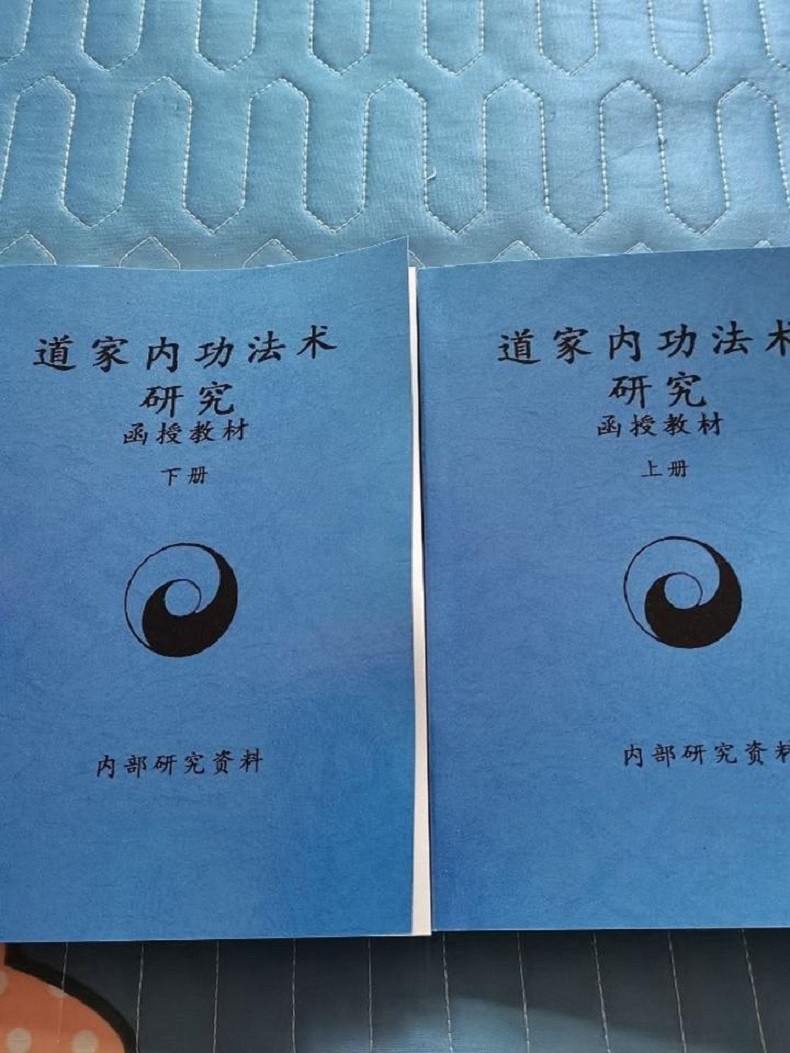 道家内功法术
研究
函授教材
下册
内部研究资料
道家内功法术
研究
函授教材
上册
内部研究资料